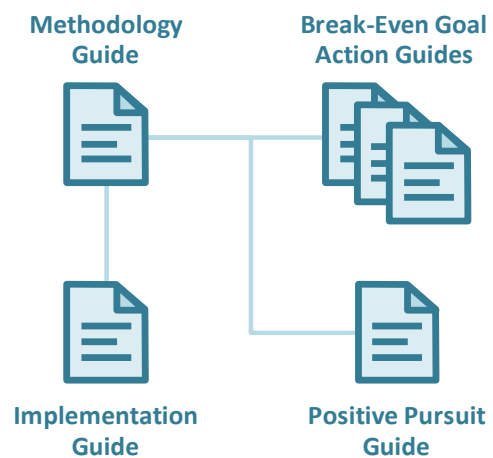 Methodology
Guide
Break-Even Goal
Action Guides
Implementation
Guide
Positive Pursuit
Guide